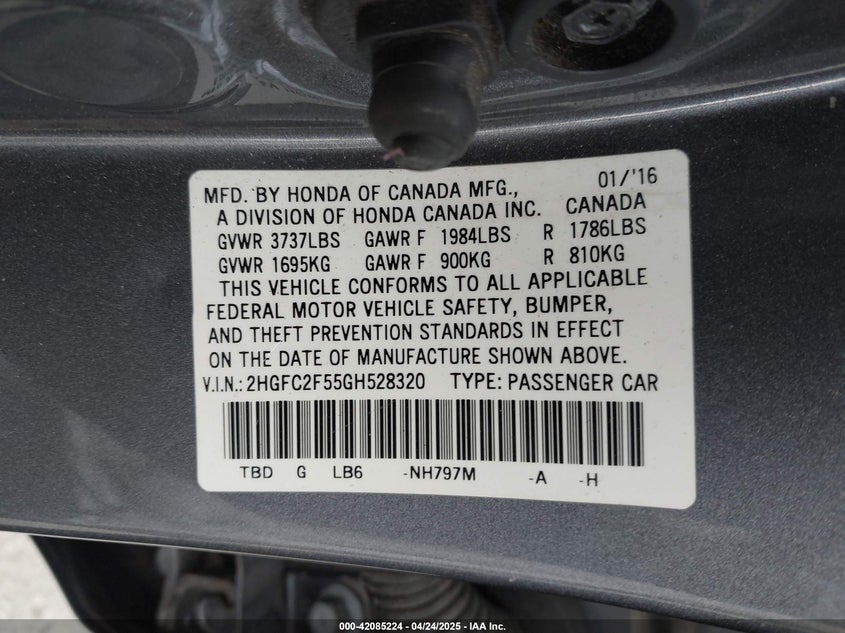 MFD. BY HONDA OF CANADA MFG., 01/'16
A DIVISION OF HONDA CANADA INC. CANADA
GVWR 3737LBS GAWR F 1984LBS R 1786LBS
GVWR 1695KG GAWR F 900KG R 810KG
THIS VEHICLE CONFORMS TO ALL APPLICABLE
FEDERAL MOTOR VEHICLE SAFETY, BUMPER,
AND THEFT PREVENTION STANDARDS IN EFFECT
ON THE DATE OF MANUFACTURE SHOWN ABOVE.
V.I.N.: 2HGFC2F55GH528320 TYPE: PASSENGER CAR
TBD G LB6 -NH797M -A -H
000-42085224 - 04/24/2025 - IAA Inc.